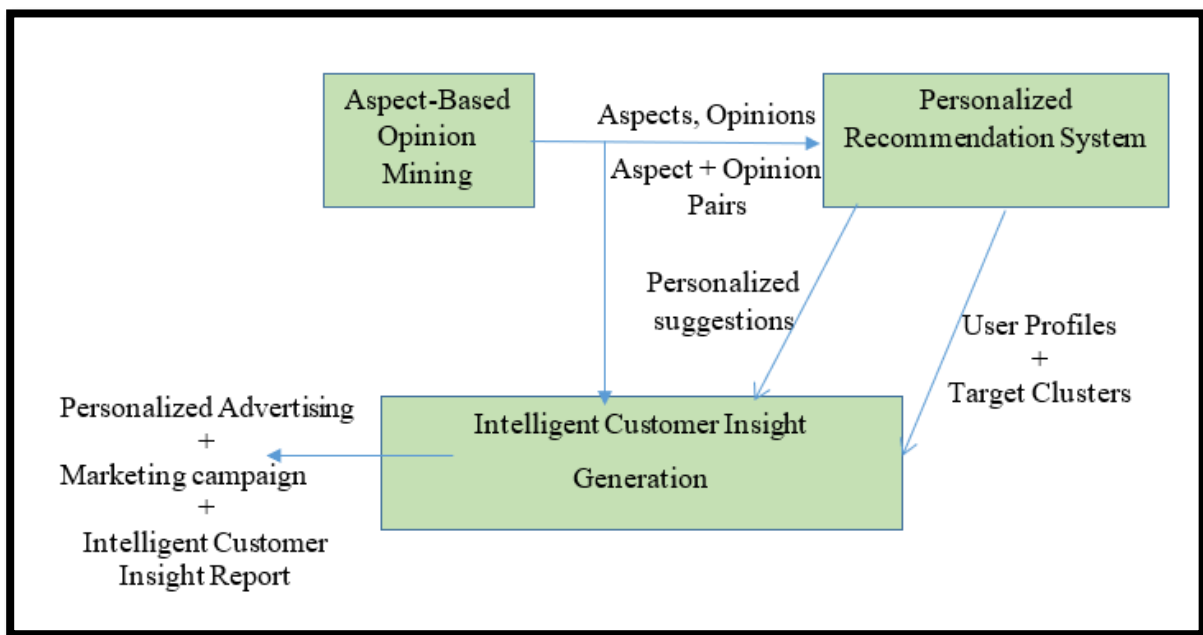 Aspect-Based
Opinion
Mining
Aspects, Opinions
Aspect + Opinion
Pairs
Personalized
Recommendation System
Personalized
suggestions
User Profiles
+
Target Clusters
Intelligent Customer Insight
Generation
Personalized Advertising
+
Marketing campaign
+
Intelligent Customer
Insight Report